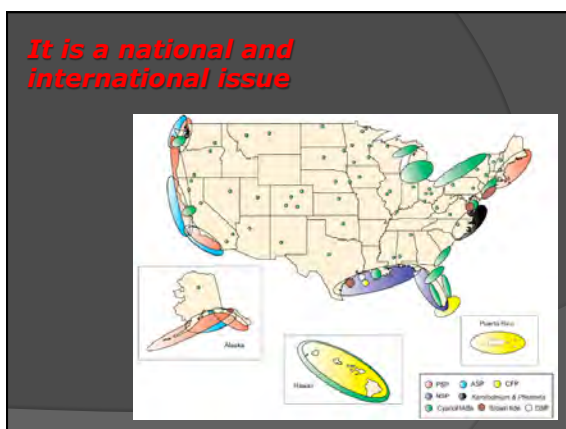 It is a national and
international issue
Puerto Rico
Alaska
Hawaii
PSP ASP CFP
NSP Karlodinium & Pfiesteria
CyanoHABs Brown tide DSP